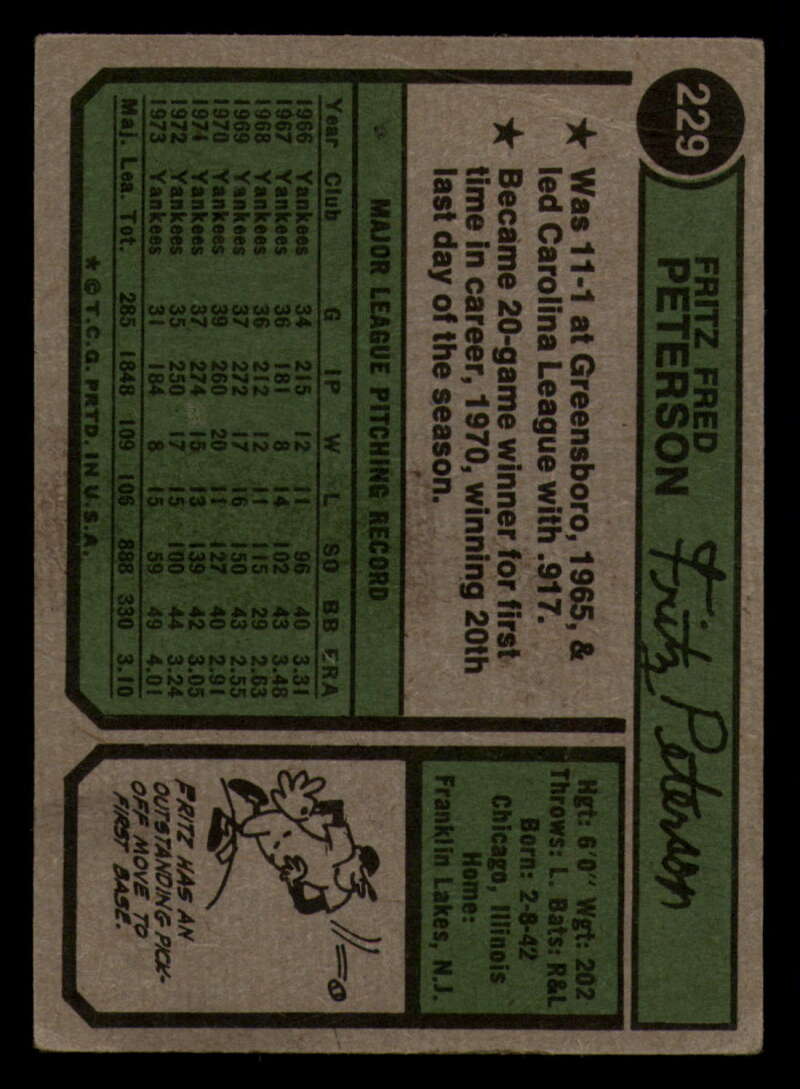 229
FRITZ FRED
PETERSON
Fritz Peterson
★ Was 11-1 at Greensboro, 1965, &
led Carolina League with .917.
★ Became 20-game winner for first
time in career, 1970, winning 20th
last day of the season.
Hgt: 6'0" Wgt: 202
Throws: L. Bats: R&L
Born: 2-8-42
Chicago, Illinois
Home:
Franklin Lakes, N.J.
MAJOR LEAGUE PITCHING RECORD
Year Club G IP W L SO BB ERA
1966 Yankees 34 215 12 11 96 40 3.31
1967 Yankees 36 181 8 14 102 43 3.48
1968 Yankees 36 212 12 11 115 29 2.63
1969 Yankees 37 272 17 16 150 43 2.55
1970 Yankees 39 260 20 11 127 40 2.91
1971 Yankees 37 274 15 13 139 42 3.05
1972 Yankees 35 250 17 15 100 44 3.24
1973 Yankees 31 184 8 15 59 49 4.01
Maj. Lea. Tot. 285 1848 109 106 888 330 3.10
* © T.C.G. PRTD. IN U.S.A.
FRITZ HAS AN
OUTSTANDING PICK-
OFF MOVE TO
FIRST BASE.